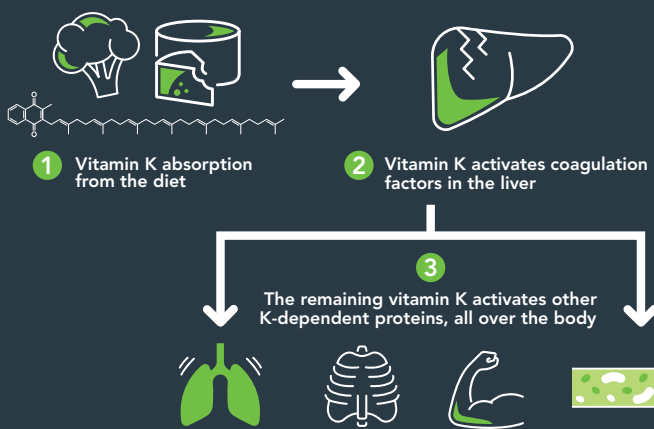 O
O
1
Vitamin K absorption
from the diet
2
Vitamin K activates coagulation
factors in the liver
3
The remaining vitamin K activates other
K-dependent proteins, all over the body